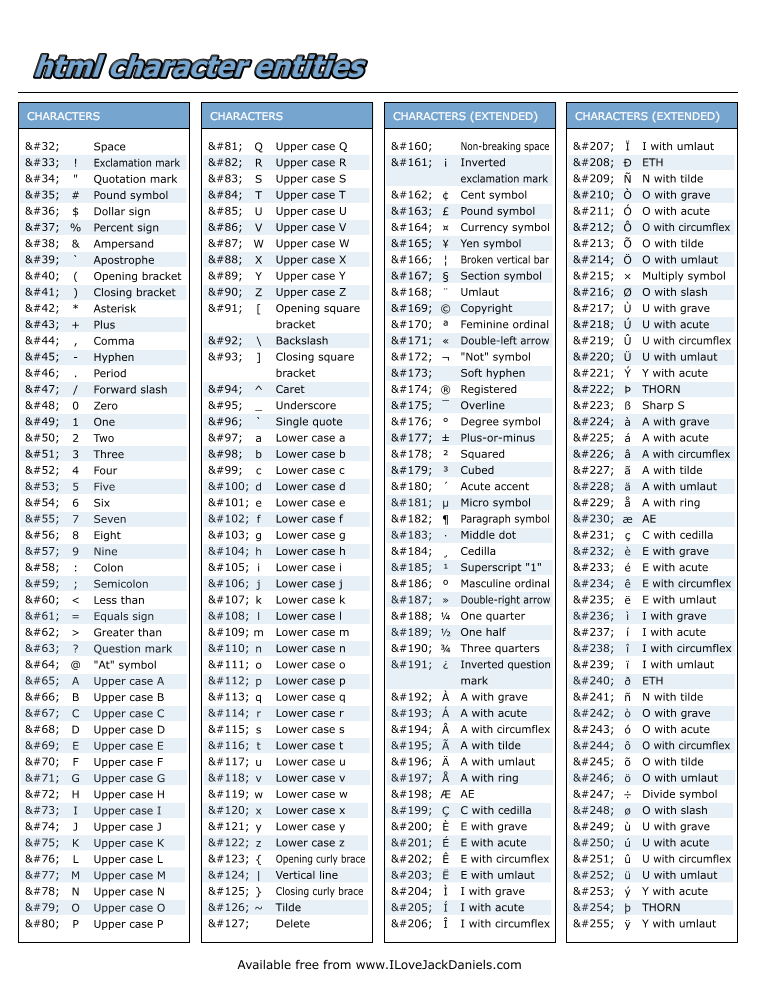 html character entities
CHARACTERS
&#32; Space
&#33; ! Exclamation mark
&#34; " Quotation mark
&#35; # Pound symbol
&#36; $ Dollar sign
&#37; % Percent sign
&#38; & Ampersand
&#39; ` Apostrophe
&#40; ( Opening bracket
&#41; ) Closing bracket
&#42; * Asterisk
&#43; + Plus
&#44; , Comma
&#45; - Hyphen
&#46; . Period
&#47; / Forward slash
&#48; 0 Zero
&#49; 1 One
&#50; 2 Two
&#51; 3 Three
&#52; 4 Four
&#53; 5 Five
&#54; 6 Six
&#55; 7 Seven
&#56; 8 Eight
&#57; 9 Nine
&#58; : Colon
&#59; ; Semicolon
&#60; < Less than
&#61; = Equals sign
&#62; > Greater than
&#63; ? Question mark
&#64; @ "At" symbol
&#65; A Upper case A
&#66; B Upper case B
&#67; C Upper case C
&#68; D Upper case D
&#69; E Upper case E
&#70; F Upper case F
&#71; G Upper case G
&#72; H Upper case H
&#73; I Upper case I
&#74; J Upper case J
&#75; K Upper case K
&#76; L Upper case L
&#77; M Upper case M
&#78; N Upper case N
&#79; O Upper case O
&#80; P Upper case P
CHARACTERS
&#81; Q Upper case Q
&#82; R Upper case R
&#83; S Upper case S
&#84; T Upper case T
&#85; U Upper case U
&#86; V Upper case V
&#87; W Upper case W
&#88; X Upper case X
&#89; Y Upper case Y
&#90; Z Upper case Z
&#91; [ Opening square
bracket
&#92; \ Backslash
&#93; ] Closing square
bracket
&#94; ^ Caret
&#95; _ Underscore
&#96; ` Single quote
&#97; a Lower case a
&#98; b Lower case b
&#99; c Lower case c
&#100; d Lower case d
&#101; e Lower case e
&#102; f Lower case f
&#103; g Lower case g
&#104; h Lower case h
&#105; i Lower case i
&#106; j Lower case j
&#107; k Lower case k
&#108; l Lower case l
&#109; m Lower case m
&#110; n Lower case n
&#111; o Lower case o
&#112; p Lower case p
&#113; q Lower case q
&#114; r Lower case r
&#115; s Lower case s
&#116; t Lower case t
&#117; u Lower case u
&#118; v Lower case v
&#119; w Lower case w
&#120; x Lower case x
&#121; y Lower case y
&#122; z Lower case z
&#123; { Opening curly brace
&#124; | Vertical line
&#125; } Closing curly brace
&#126; ~ Tilde
&#127; Delete
CHARACTERS (EXTENDED)
&#160; Non-breaking space
&#161; ¡ Inverted
exclamation mark
&#162; ¢ Cent symbol
&#163; £ Pound symbol
&#164; ¤ Currency symbol
&#165; ¥ Yen symbol
&#166; ¦ Broken vertical bar
&#167; § Section symbol
&#168; ¨ Umlaut
&#169; © Copyright
&#170; ª Feminine ordinal
&#171; « Double-left arrow
&#172; ¬ "Not" symbol
&#173; Soft hyphen
&#174; ® Registered
&#175; ¯ Overline
&#176; ° Degree symbol
&#177; ± Plus-or-minus
&#178; ² Squared
&#179; ³ Cubed
&#180; ´ Acute accent
&#181; µ Micro symbol
&#182; ¶ Paragraph symbol
&#183; · Middle dot
&#184; ¸ Cedilla
&#185; ¹ Superscript "1"
&#186; º Masculine ordinal
&#187; » Double-right arrow
&#188; ¼ One quarter
&#189; ½ One half
&#190; ¾ Three quarters
&#191; ¿ Inverted question
mark
&#192; À A with grave
&#193; Á A with acute
&#194; Â A with circumflex
&#195; Ã A with tilde
&#196; Ä A with umlaut
&#197; Å A with ring
&#198; Æ AE
&#199; Ç C with cedilla
&#200; È E with grave
&#201; É E with acute
&#202; Ê E with circumflex
&#203; Ë E with umlaut
&#204; Ì I with grave
&#205; Í I with acute
&#206; Î I with circumflex
CHARACTERS (EXTENDED)
&#207; Ï I with umlaut
&#208; Ð ETH
&#209; Ñ N with tilde
&#210; Ò O with grave
&#211; Ó O with acute
&#212; Ô O with circumflex
&#213; Õ O with tilde
&#214; Ö O with umlaut
&#215; × Multiply symbol
&#216; Ø O with slash
&#217; Ù U with grave
&#218; Ú U with acute
&#219; Û U with circumflex
&#220; Ü U with umlaut
&#221; Ý Y with acute
&#222; Þ THORN
&#223; ß Sharp S
&#224; à A with grave
&#225; á A with acute
&#226; â A with circumflex
&#227; ã A with tilde
&#228; ä A with umlaut
&#229; å A with ring
&#230; æ AE
&#231; ç C with cedilla
&#232; è E with grave
&#233; é E with acute
&#234; ê E with circumflex
&#235; ë E with umlaut
&#236; ì I with grave
&#237; í I with acute
&#238; î I with circumflex
&#239; ï I with umlaut
&#240; ð ETH
&#241; ñ N with tilde
&#242; ò O with grave
&#243; ó O with acute
&#244; ô O with circumflex
&#245; õ O with tilde
&#246; ö O with umlaut
&#247; ÷ Divide symbol
&#248; ø O with slash
&#249; ù U with grave
&#250; ú U with acute
&#251; û U with circumflex
&#252; ü U with umlaut
&#253; ý Y with acute
&#254; þ THORN
&#255; ÿ Y with umlaut
Available free from www.ILoveJackDaniels.com